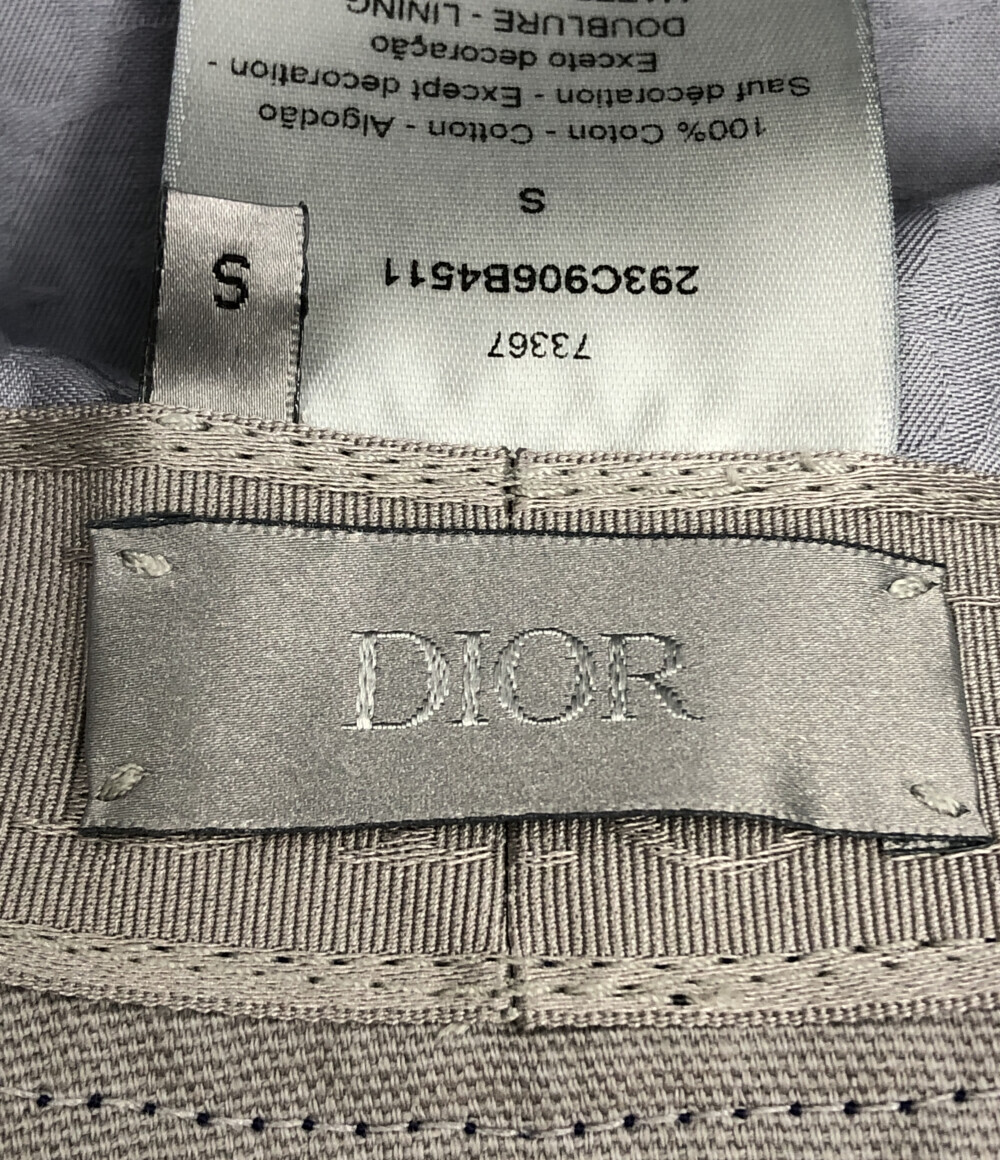 73367
293C906B4511
S
100% Coton - Cotton - Algodão
Sauf décoration - Except decoration -
Exceto decoração
DOUBLURE - LINING
S
DIOR